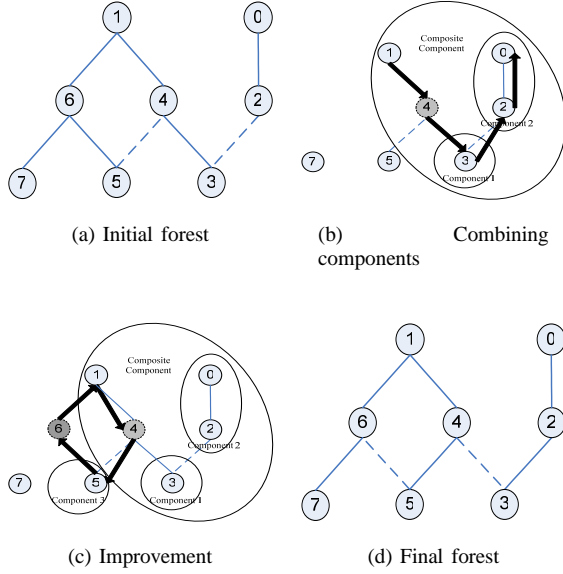 1
0
6
4
2
7
5
3
(a) Initial forest
Composite
Component
1
0
4
2
Component 2
7
5
3
Component 1
(b) Combining
components
Composite
Component
1
0
6
4
2
Component 2
7
5
3
Component 3
Component 1
(c) Improvement
1
0
6
4
2
7
5
3
(d) Final forest